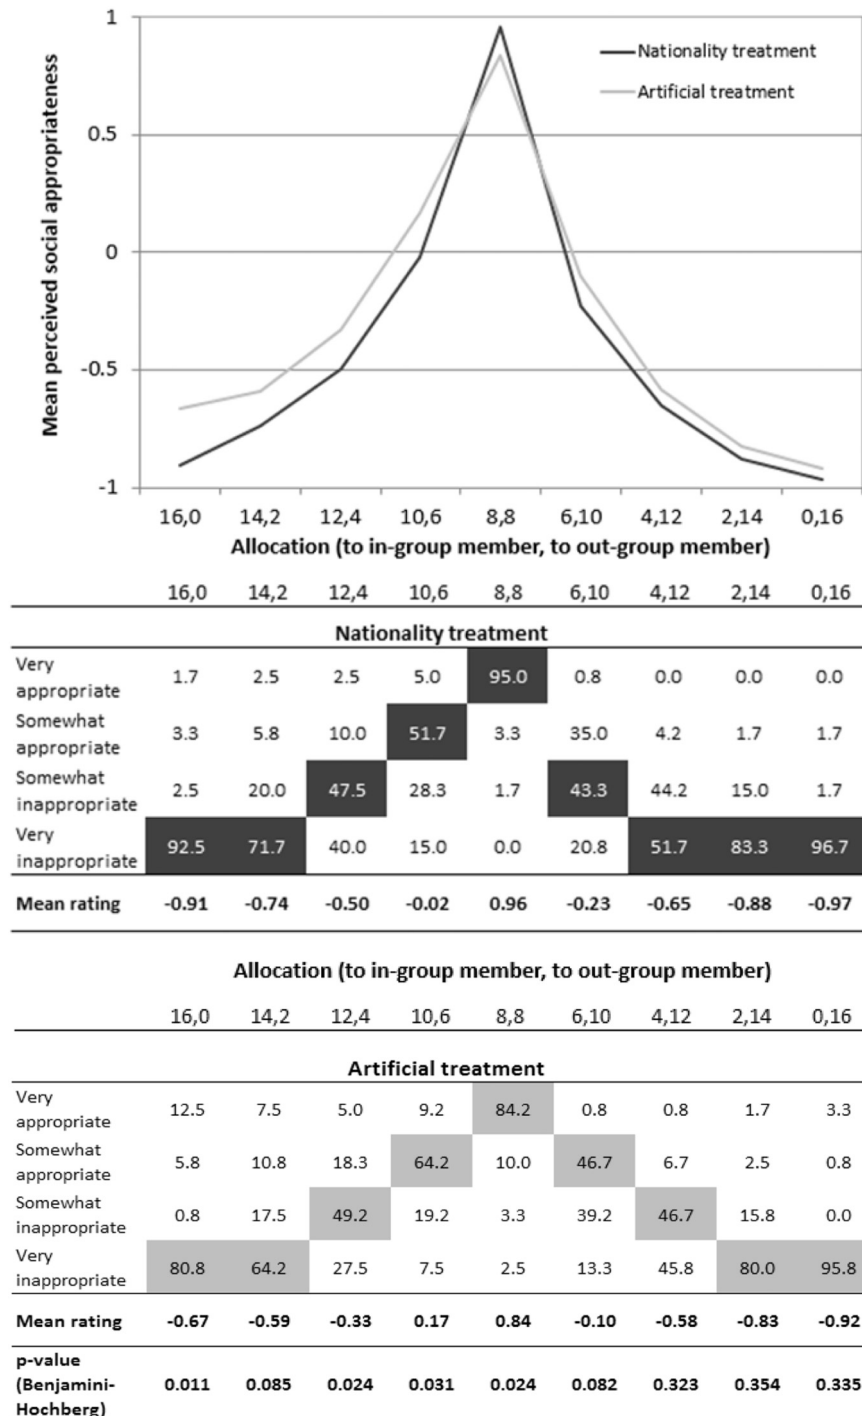 1
0.5
0
-0.5
-1
Mean perceived social appropriateness
Nationality treatment
Artificial treatment
16,0 14,2 12,4 10,6 8,8 6,10 4,12 2,14 0,16
Allocation (to in-group member, to out-group member)
16,0 14,2 12,4 10,6 8,8 6,10 4,12 2,14 0,16
Nationality treatment
Very
appropriate 1.7 2.5 2.5 5.0 95.0 0.8 0.0 0.0 0.0
Somewhat
appropriate 3.3 5.8 10.0 51.7 3.3 35.0 4.2 1.7 1.7
Somewhat
inappropriate 2.5 20.0 47.5 28.3 1.7 43.3 44.2 15.0 1.7
Very
inappropriate 92.5 71.7 40.0 15.0 0.0 20.8 51.7 83.3 96.7
Mean rating -0.91 -0.74 -0.50 -0.02 0.96 -0.23 -0.65 -0.88 -0.97
Allocation (to in-group member, to out-group member)
16,0 14,2 12,4 10,6 8,8 6,10 4,12 2,14 0,16
Artificial treatment
Very
appropriate 12.5 7.5 5.0 9.2 84.2 0.8 0.8 1.7 3.3
Somewhat
appropriate 5.8 10.8 18.3 64.2 10.0 46.7 6.7 2.5 0.8
Somewhat
inappropriate 0.8 17.5 49.2 19.2 3.3 39.2 46.7 15.8 0.0
Very
inappropriate 80.8 64.2 27.5 7.5 2.5 13.3 45.8 80.0 95.8
Mean rating -0.67 -0.59 -0.33 0.17 0.84 -0.10 -0.58 -0.83 -0.92
p-value
(Benjamini- 0.011 0.085 0.024 0.031 0.024 0.082 0.323 0.354 0.335
Hochberg)